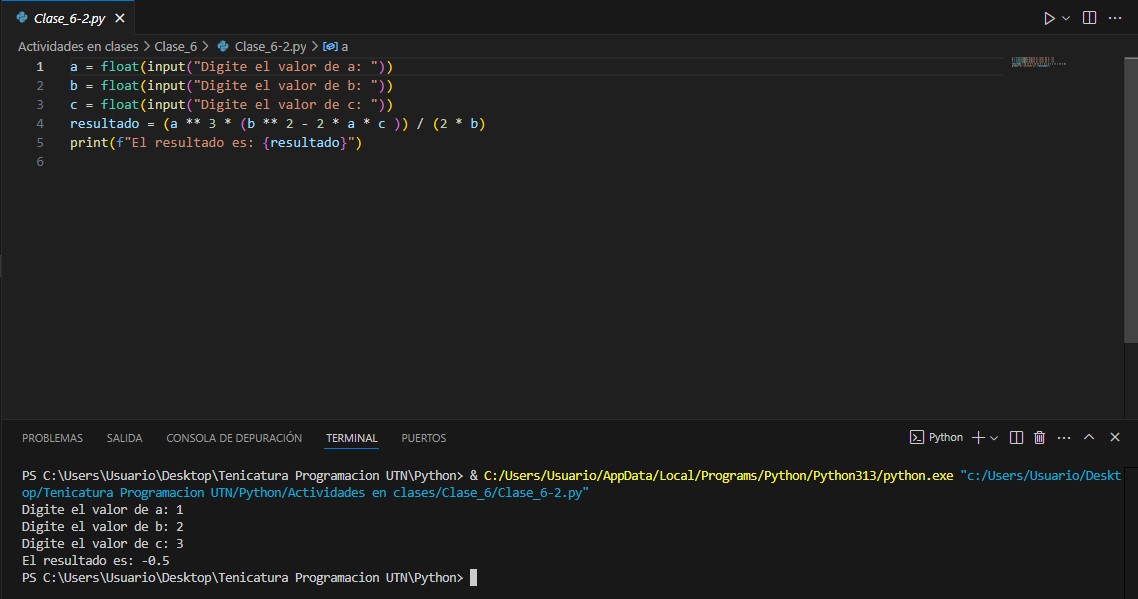 Clase_6-2.py
Actividades en clases > Clase_6 > Clase_6-2.py > a
1 a = float(input("Digite el valor de a: "))
2 b = float(input("Digite el valor de b: "))
3 c = float(input("Digite el valor de c: "))
4 resultado = (a ** 3 * (b ** 2 - 2 * a * c )) / (2 * b)
5 print(f"El resultado es: {resultado}")
6
PROBLEMAS SALIDA CONSOLA DE DEPURACIÓN TERMINAL PUERTOS Python
PS C:\Users\Usuario\Desktop\Tenicatura Programacion UTN\Python> & C:/Users/Usuario/AppData/Local/Programs/Python/Python313/python.exe "c:/Users/Usuario/Deskt
op/Tenicatura Programacion UTN/Python/Actividades en clases/Clase_6/Clase_6-2.py"
Digite el valor de a: 1
Digite el valor de b: 2
Digite el valor de c: 3
El resultado es: -0.5
PS C:\Users\Usuario\Desktop\Tenicatura Programacion UTN\Python>